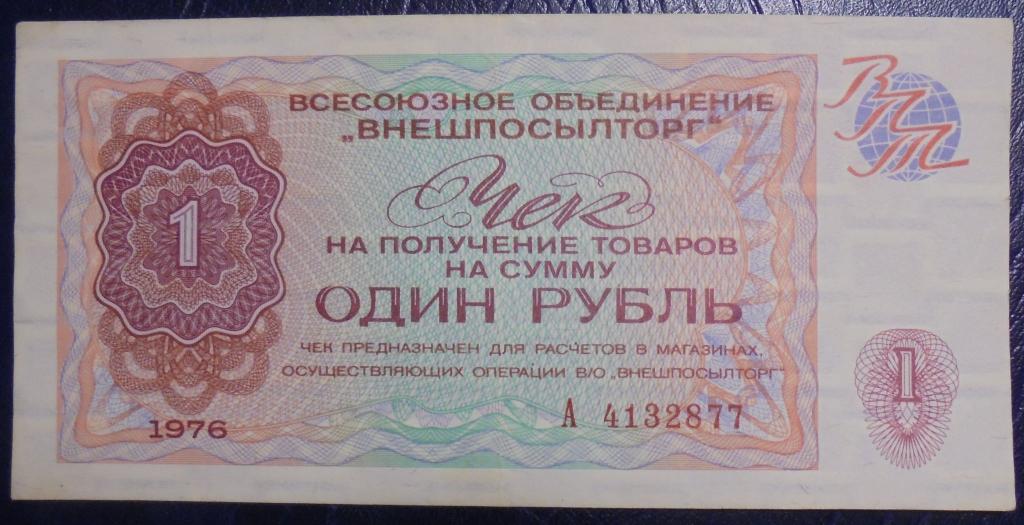 ВСЕСОЮЗНОЕ ОБЪЕДИНЕНИЕ
„ВНЕШПОСЫЛТОРГ“
ВПТ
Чек
НА ПОЛУЧЕНИЕ ТОВАРОВ
НА СУММУ
1
ОДИН РУБЛЬ
ЧЕК ПРЕДНАЗНАЧЕН ДЛЯ РАСЧЕТОВ В МАГАЗИНАХ,
ОСУЩЕСТВЛЯЮЩИХ ОПЕРАЦИИ В/О „ВНЕШПОСЫЛТОРГ“
1
1976
А 4132877